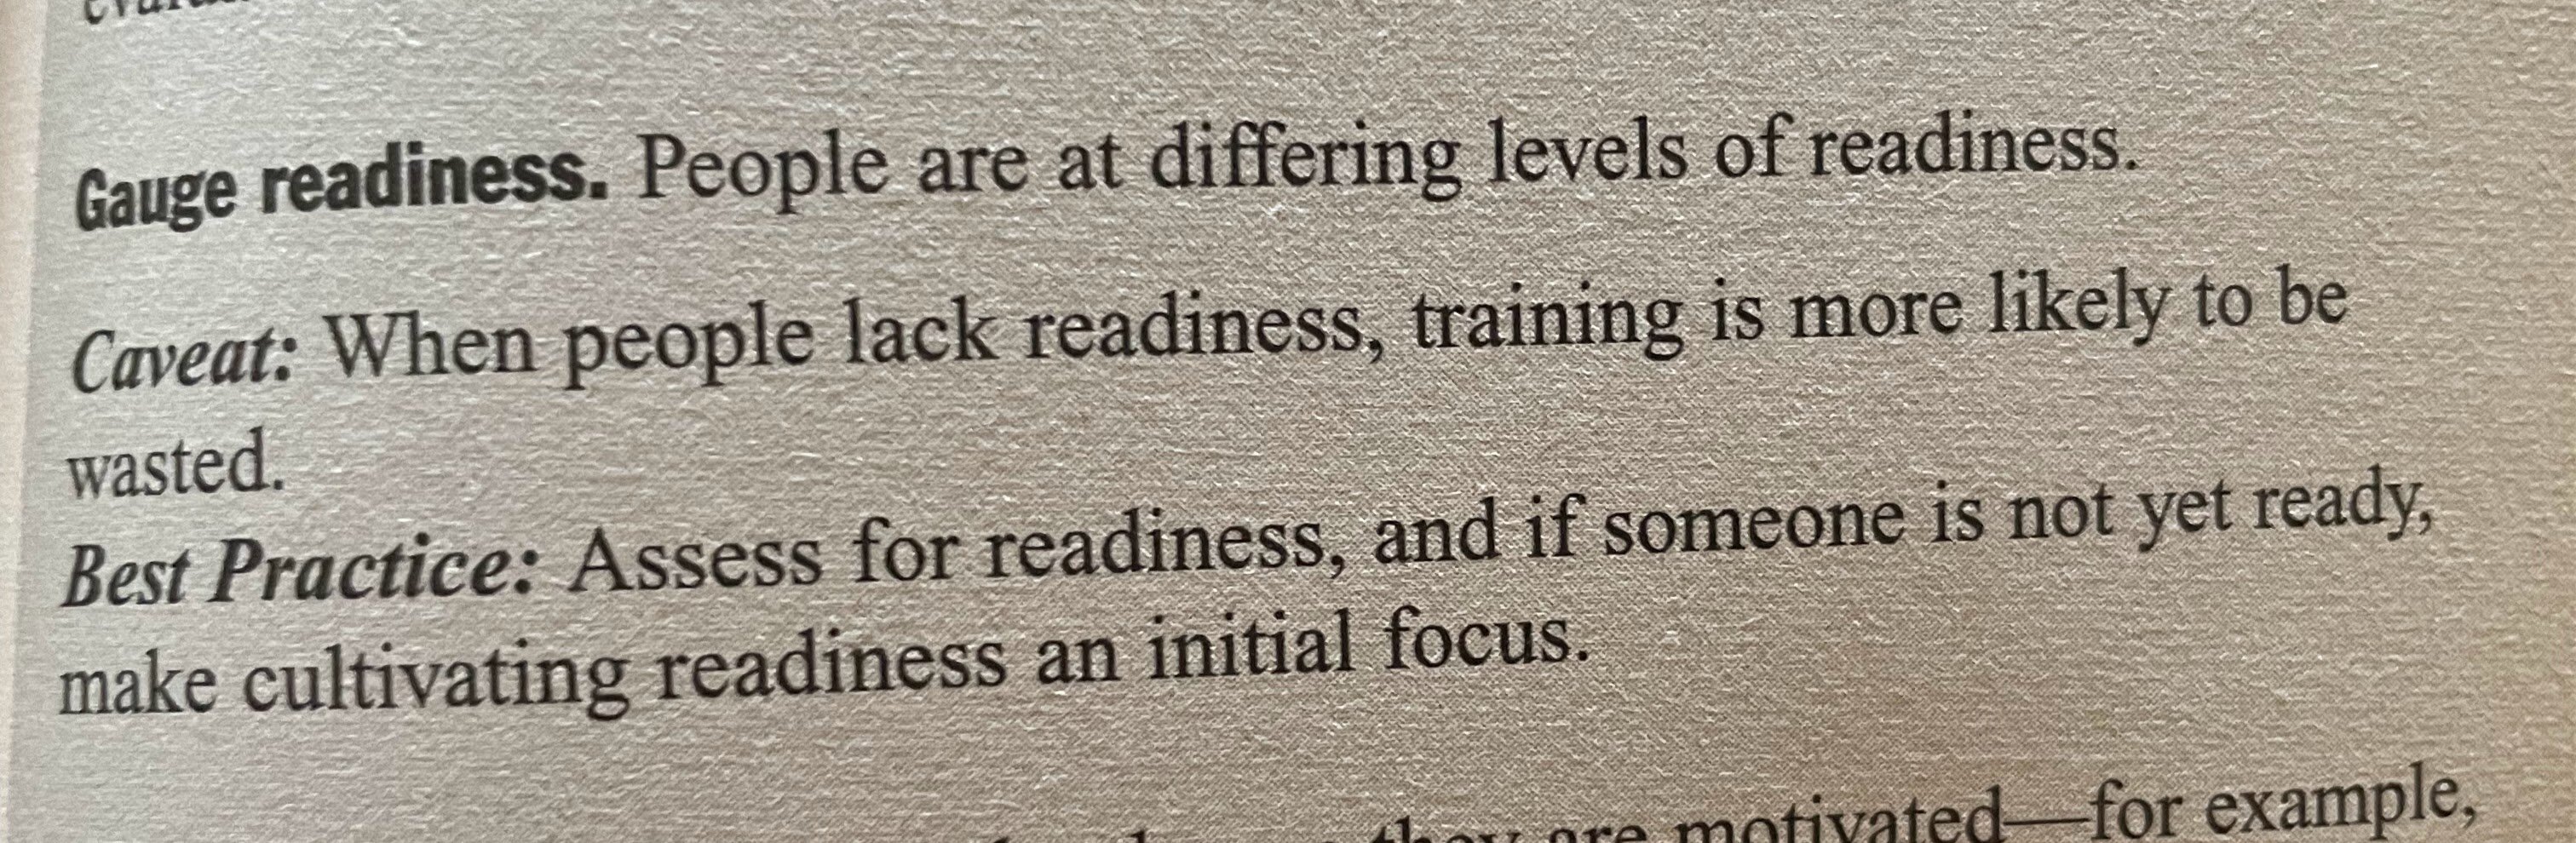 Gauge readiness. People are at differing levels of readiness.
Caveat: When people lack readiness, training is more likely to be
wasted.
Best Practice: Assess for readiness, and if someone is not yet ready,
make cultivating readiness an initial focus.
they are motivated—for example,